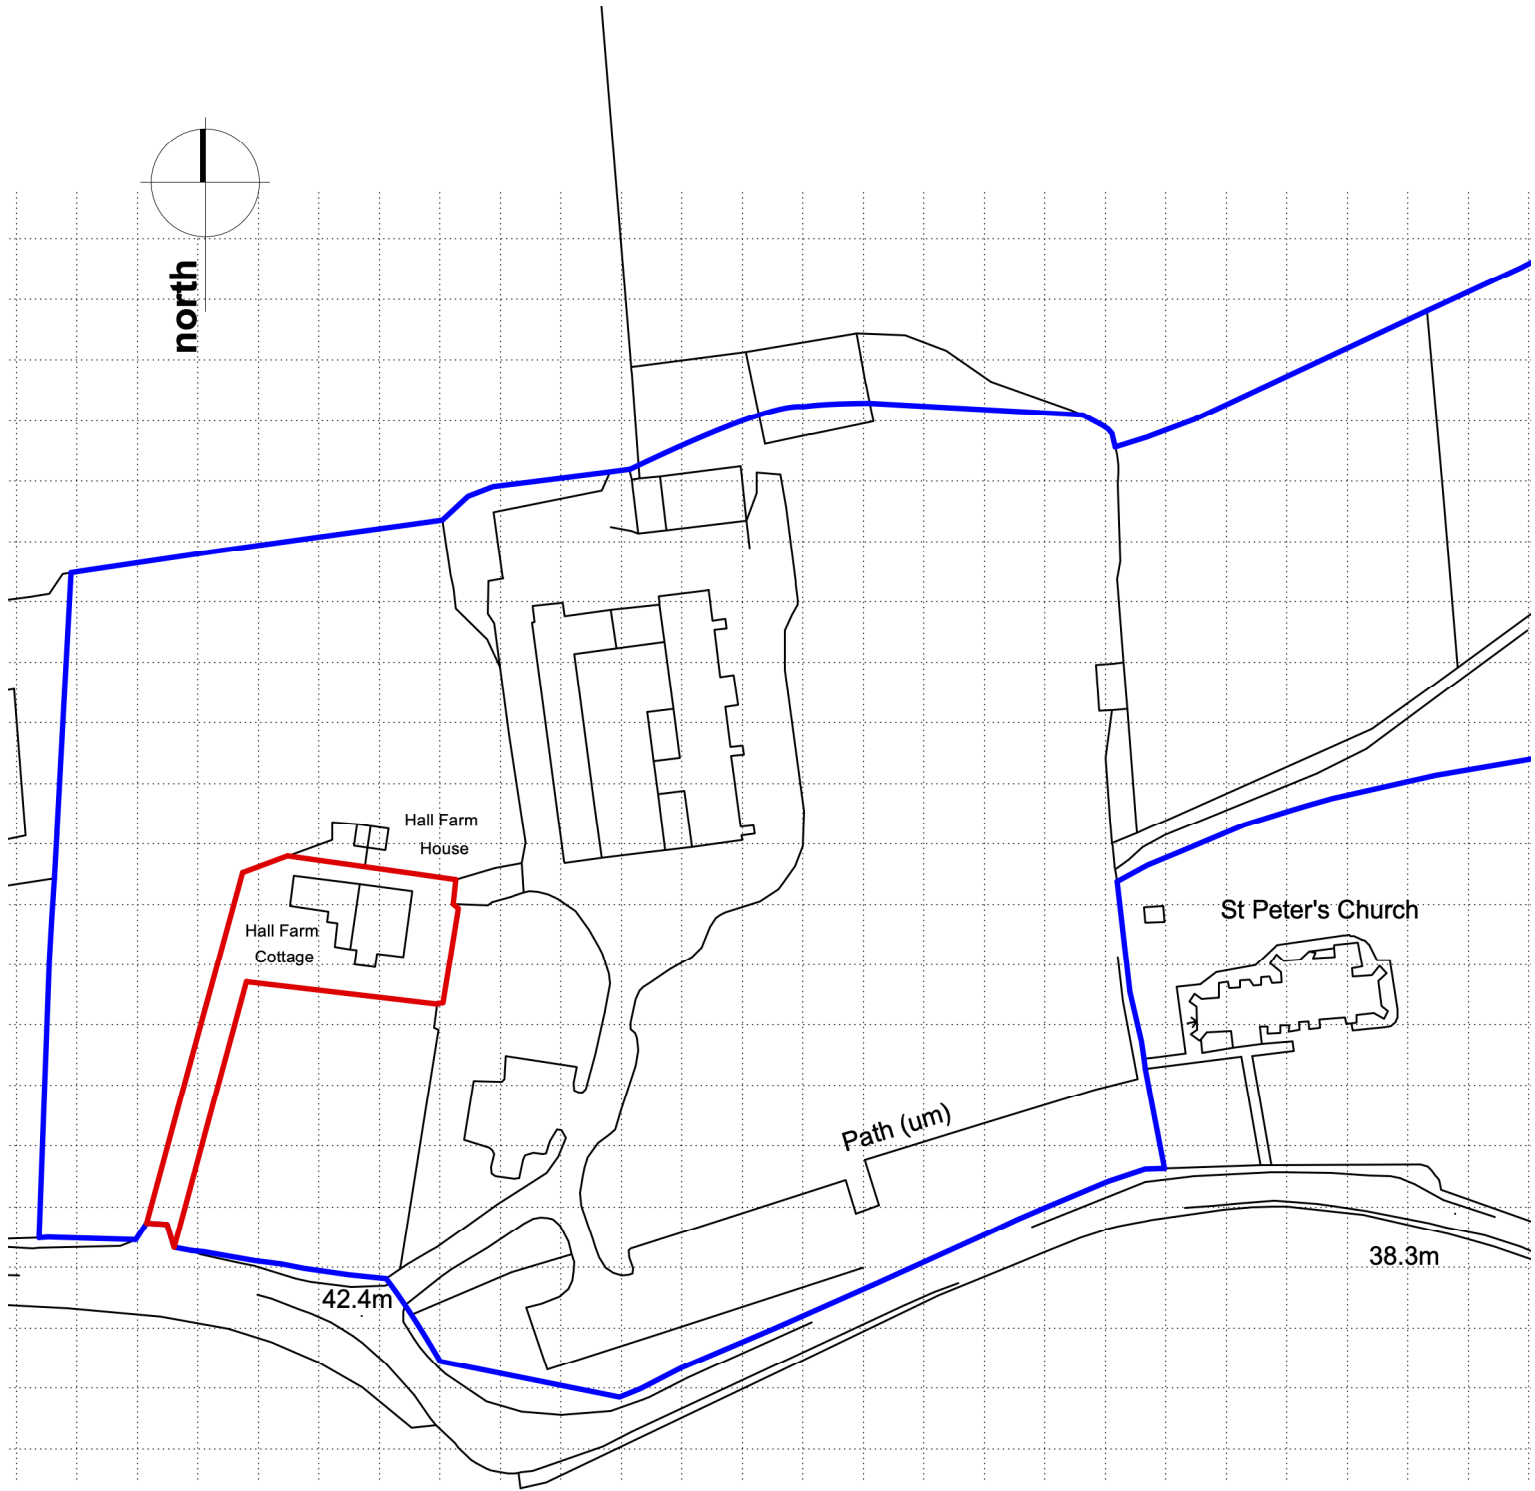 north
Hall Farm
House
Hall Farm
Cottage
St Peter's Church
Path (um)
42.4m
38.3m